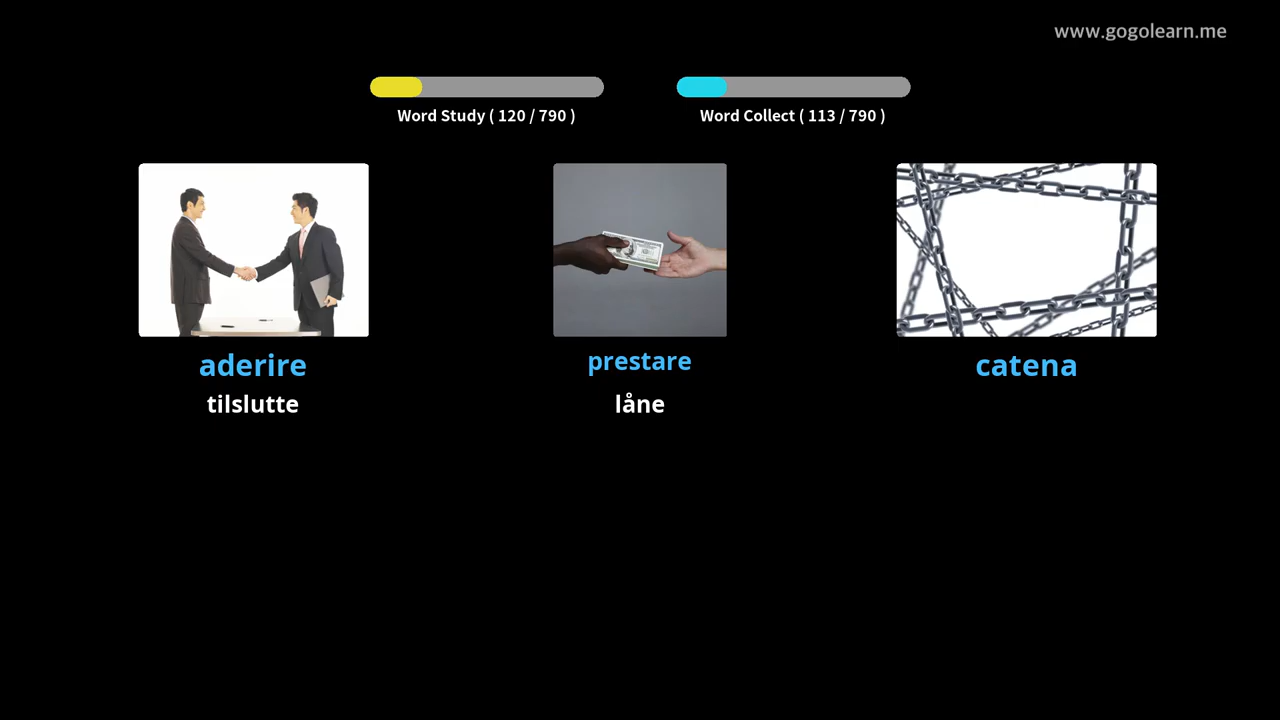 www.gogolearn.me
Word Study ( 120 / 790 )
Word Collect ( 113 / 790 )
aderire
tilslutte
prestare
låne
catena